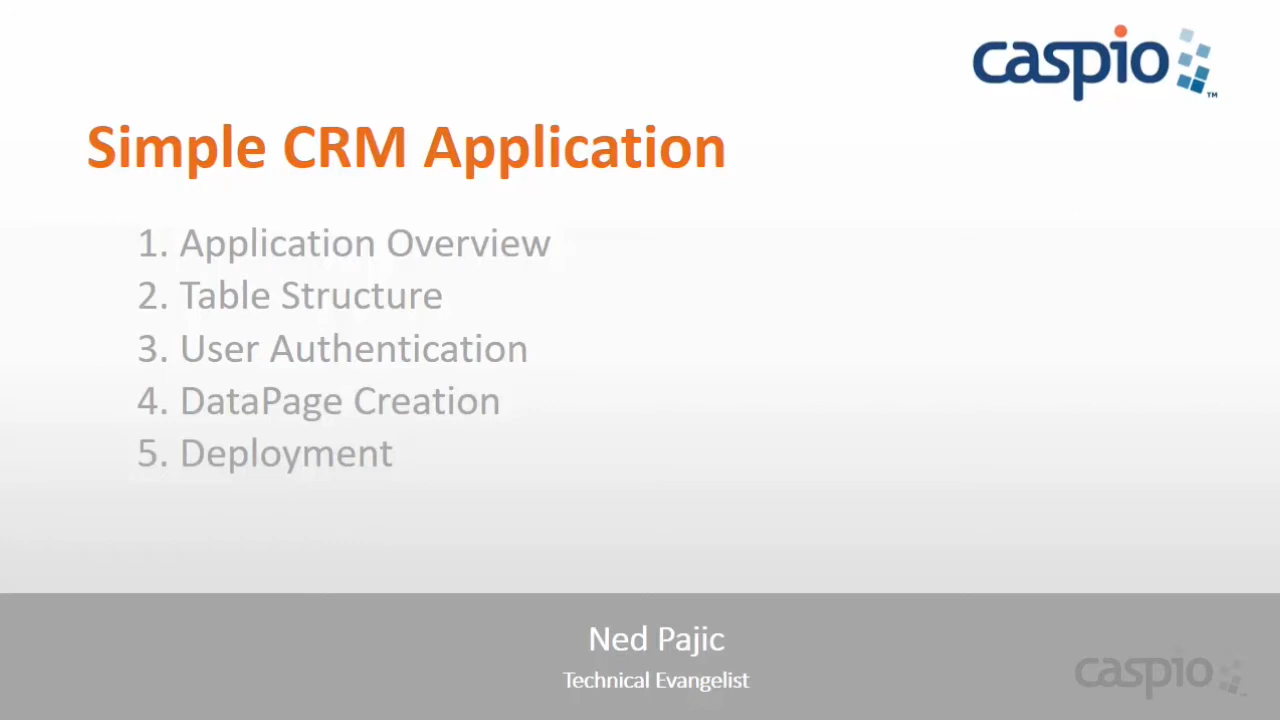 caspio™
Simple CRM Application
1. Application Overview
2. Table Structure
3. User Authentication
4. DataPage Creation
5. Deployment
Ned Pajic
Technical Evangelist
caspio